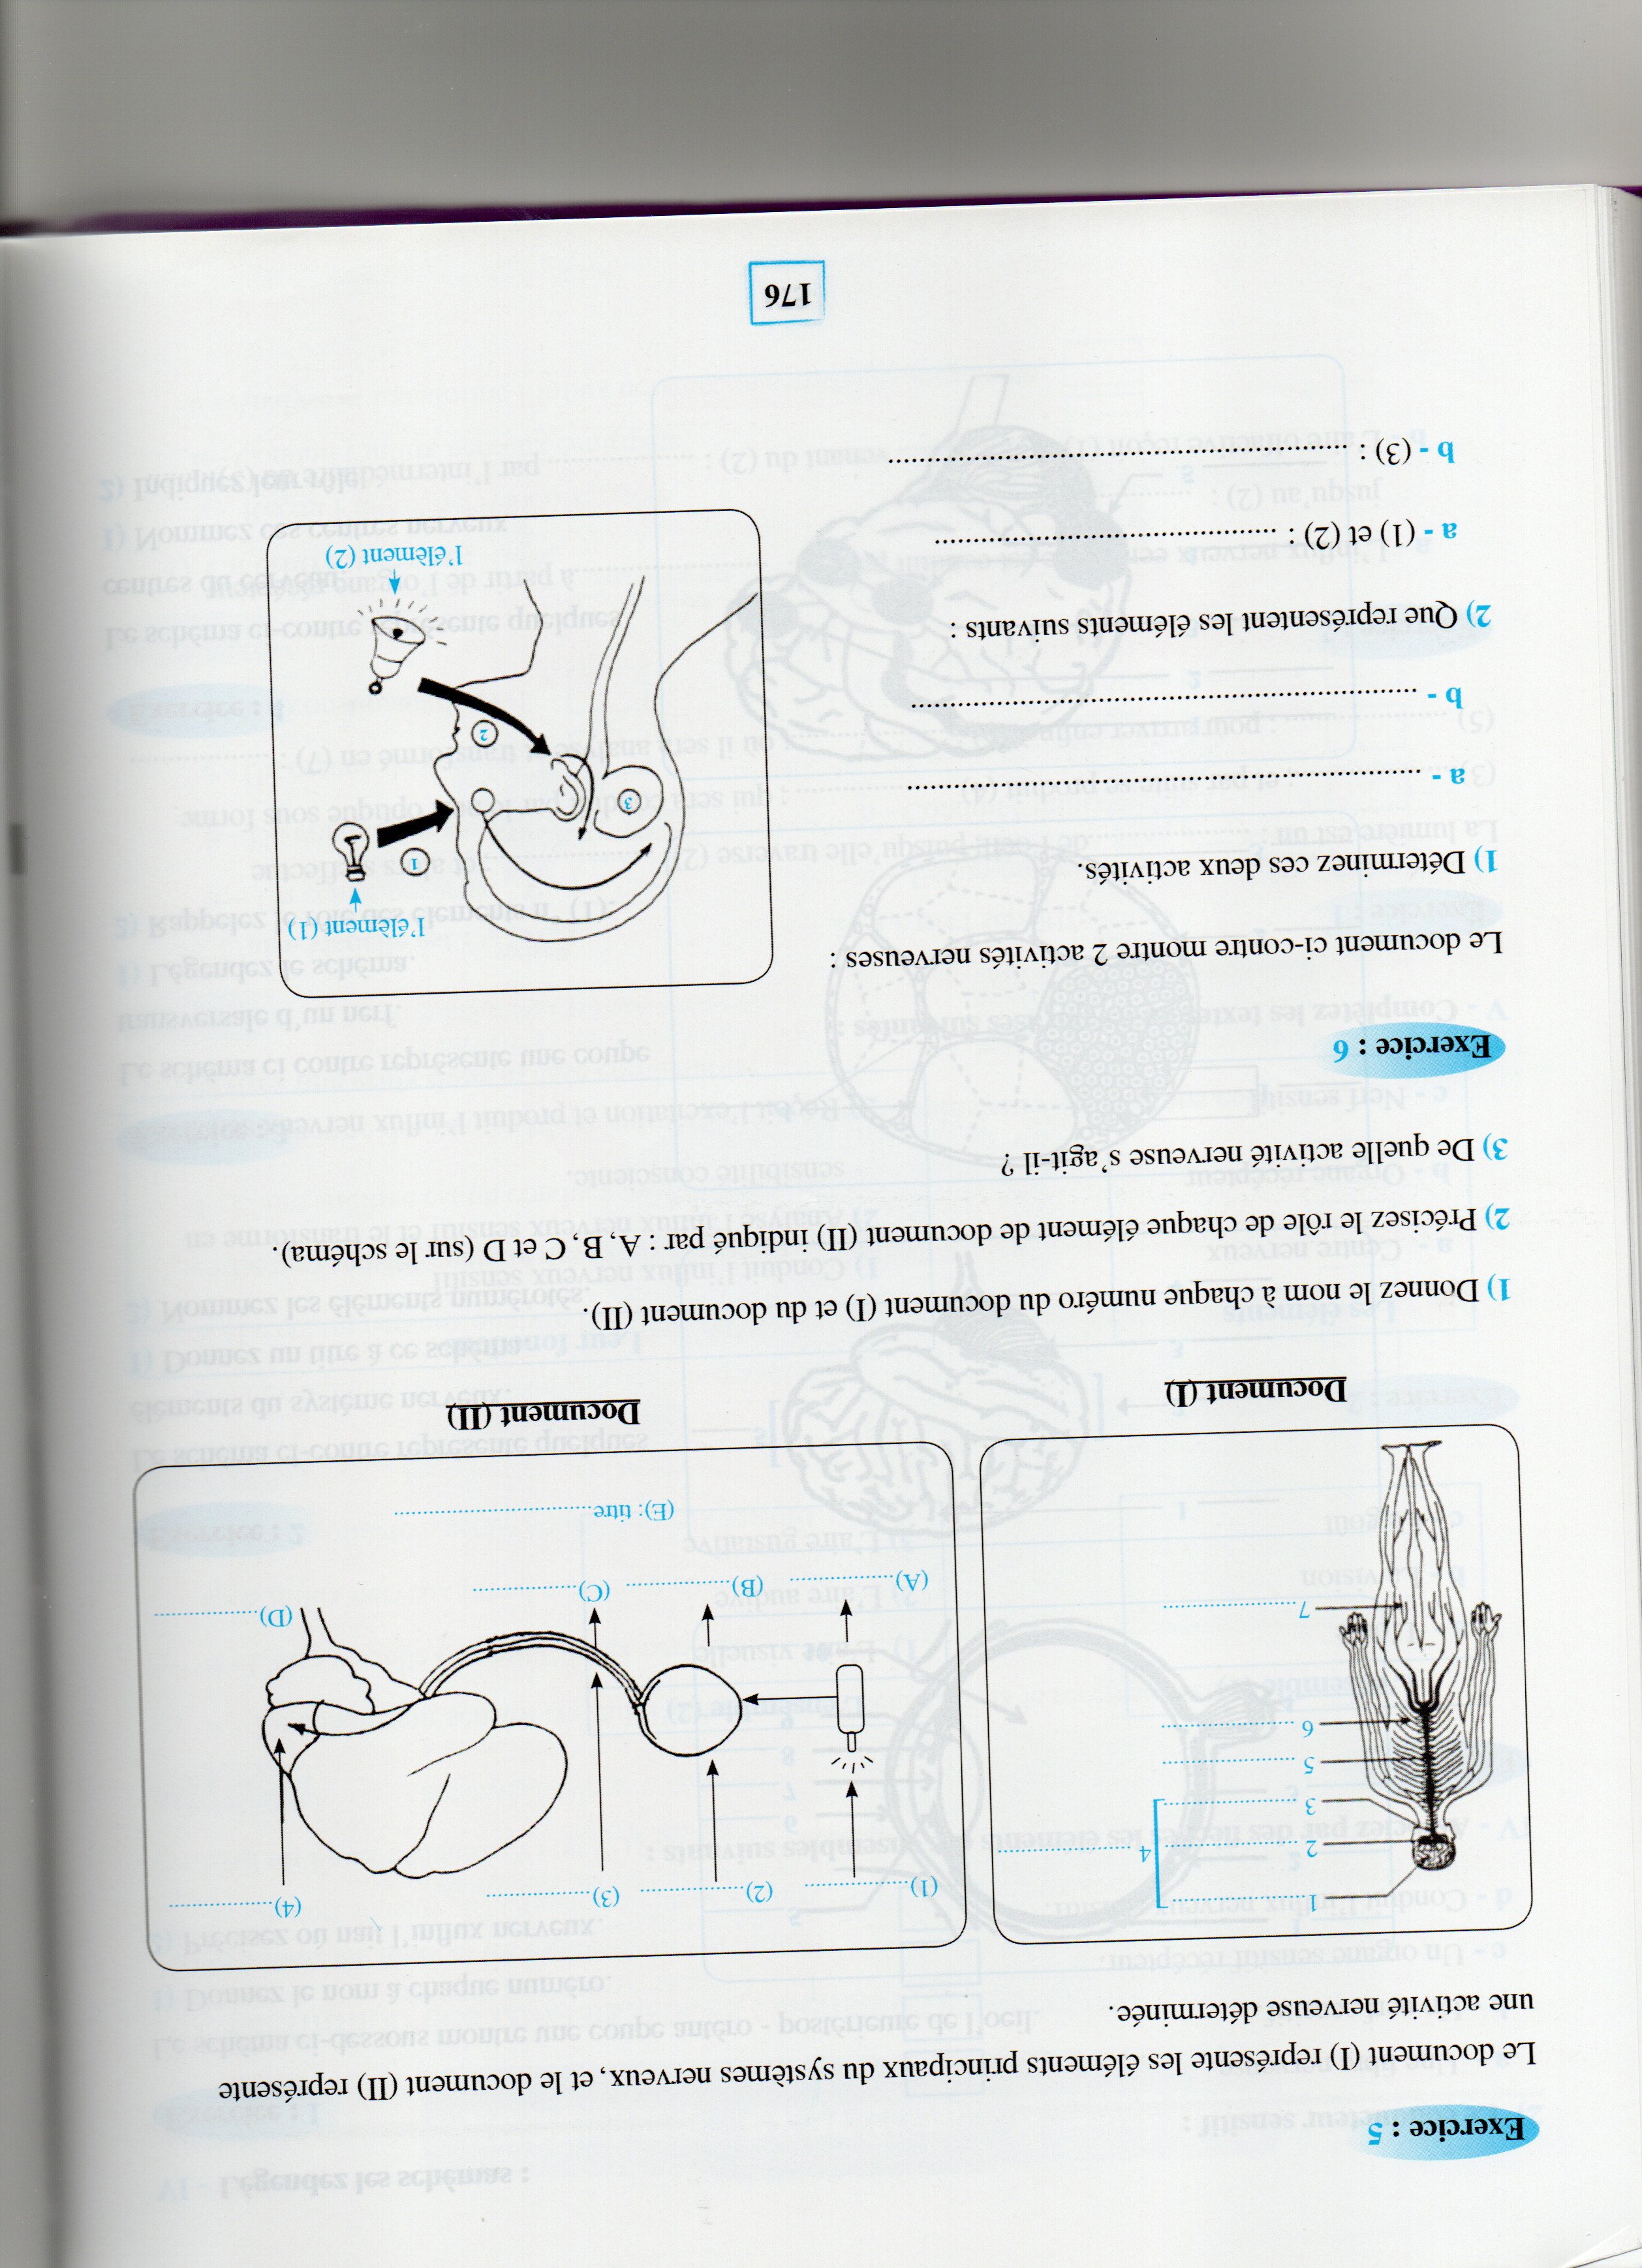 Exercice : 5
Le document (I) représente les éléments principaux du systèmes nerveux, et le document (II) représente
une activité nerveuse déterminée.
1......................
2......................
3......................
4......................
5......................
6......................
7......................
(1)..................
(2)..................
(3)..................
(4)..................
(A)..................
(B)..................
(C)..................
(D)..................
(E): titre..................................
Document (I)
Document (II)
1) Donnez le nom à chaque numéro du document (I) et du document (II).
2) Précisez le rôle de chaque élément de document (II) indiqué par : A, B, C et D (sur le schéma).
3) De quelle activité nerveuse s'agit-il ?
Exercice : 6
Le document ci-contre montre 2 activités nerveuses :
1) Déterminez ces deux activités.
a - ..................................................................
b - ..................................................................
2) Que représentent les éléments suivants :
a - (1) et (2) : ............................................
b - (3) : ...........................................................
l'élèment (1)
1
3
2
l'élèment (2)
176